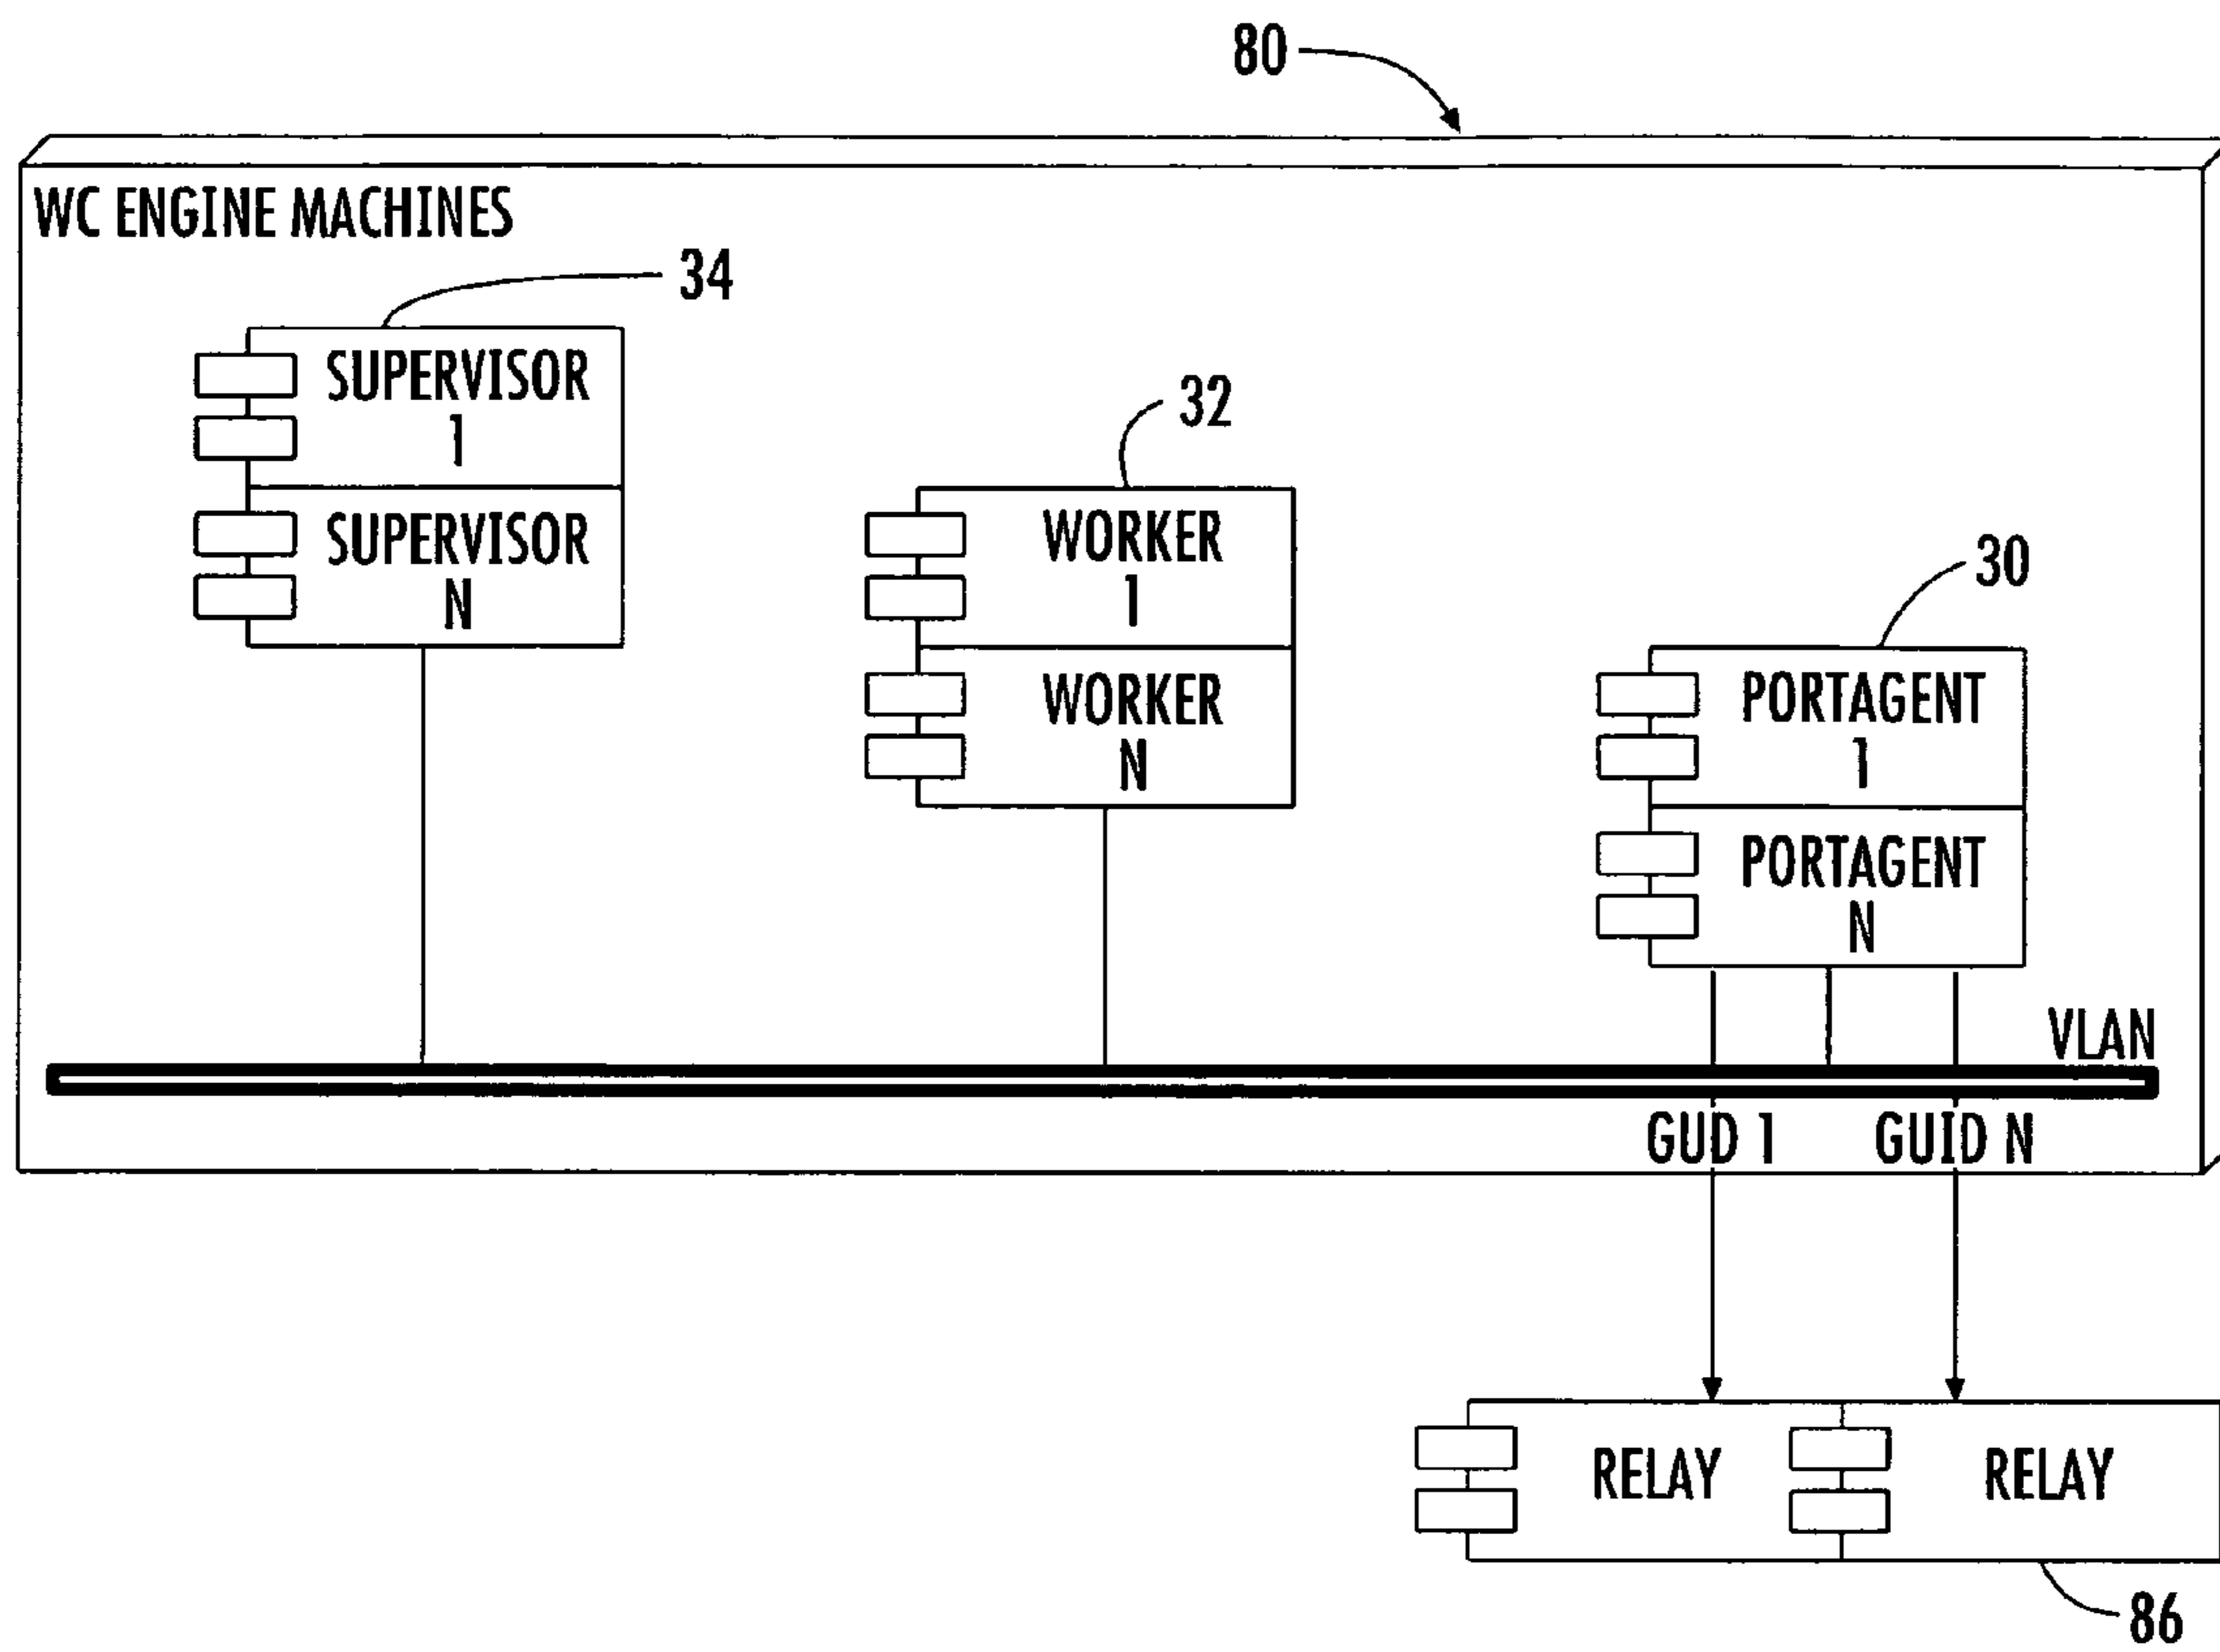 80
WC ENGINE MACHINES
34
SUPERVISOR
1
SUPERVISOR
N
32
WORKER
1
WORKER
N
30
PORTAGENT
1
PORTAGENT
N
VLAN
GUD 1
GUID N
RELAY
RELAY
86